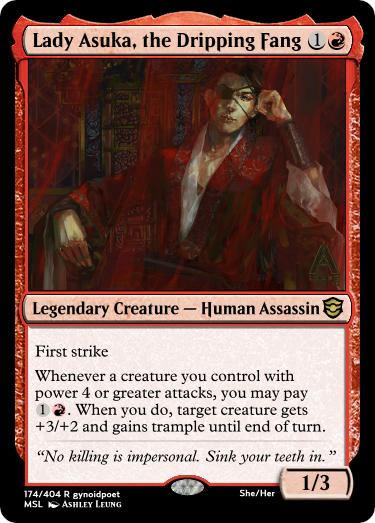 Lady Asuka, the Dripping Fang 1
Legendary Creature — Human Assassin
First strike
Whenever a creature you control with
power 4 or greater attacks, you may pay
1 . When you do, target creature gets
+3/+2 and gains trample until end of turn.
“No killing is impersonal. Sink your teeth in.”
1/3
174/404 R gynoidpoet
She/Her
MSL Ashley Leung